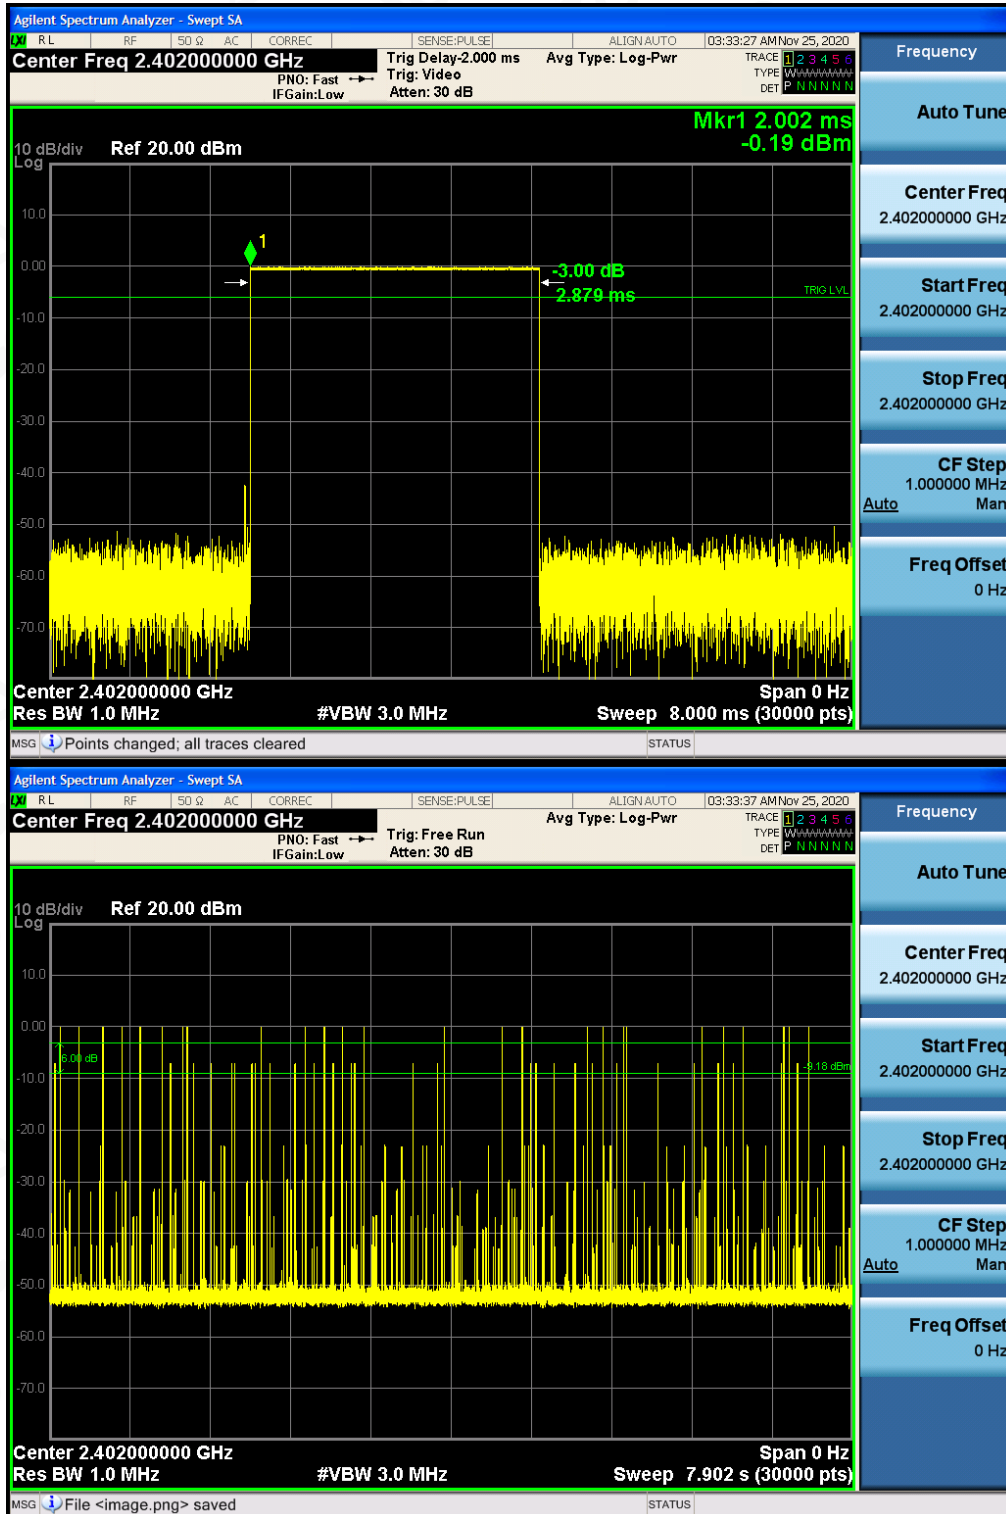 Agilent Spectrum Analyzer - Swept SA
LXI RL RF 50 Ω AC CORREC SENSE:PULSE ALIGN AUTO 03:33:27 AM Nov 25, 2020
Center Freq 2.402000000 GHz
PNO: Fast
IFGain:Low
Trig Delay-2.000 ms
Trig: Video
Atten: 30 dB
Avg Type: Log-Pwr
TRACE 1 2 3 4 5 6
TYPE W
DET P N N N N N
Mkr1 2.002 ms
-0.19 dBm
10 dB/div Ref 20.00 dBm
Log
10.0
1
0.00
-3.00 dB
2.879 ms
TRIG LVL
-10.0
-20.0
-30.0
-40.0
-50.0
-60.0
-70.0
Center 2.402000000 GHz Span 0 Hz
Res BW 1.0 MHz #VBW 3.0 MHz Sweep 8.000 ms (30000 pts)
MSG Points changed; all traces cleared STATUS
Frequency
Auto Tune
Center Freq
2.402000000 GHz
Start Freq
2.402000000 GHz
Stop Freq
2.402000000 GHz
CF Step
1.000000 MHz
Auto Man
Freq Offset
0 Hz
Agilent Spectrum Analyzer - Swept SA
LXI RL RF 50 Ω AC CORREC SENSE:PULSE ALIGN AUTO 03:33:37 AM Nov 25, 2020
Center Freq 2.402000000 GHz
PNO: Fast
IFGain:Low
Trig: Free Run
Atten: 30 dB
Avg Type: Log-Pwr
TRACE 1 2 3 4 5 6
TYPE W
DET P N N N N N
10 dB/div Ref 20.00 dBm
Log
10.0
0.00
6.00 dB
-9.18 dBm
-10.0
-20.0
-30.0
-40.0
-50.0
-60.0
-70.0
Center 2.402000000 GHz Span 0 Hz
Res BW 1.0 MHz #VBW 3.0 MHz Sweep 7.902 s (30000 pts)
MSG File <image.png> saved STATUS
Frequency
Auto Tune
Center Freq
2.402000000 GHz
Start Freq
2.402000000 GHz
Stop Freq
2.402000000 GHz
CF Step
1.000000 MHz
Auto Man
Freq Offset
0 Hz